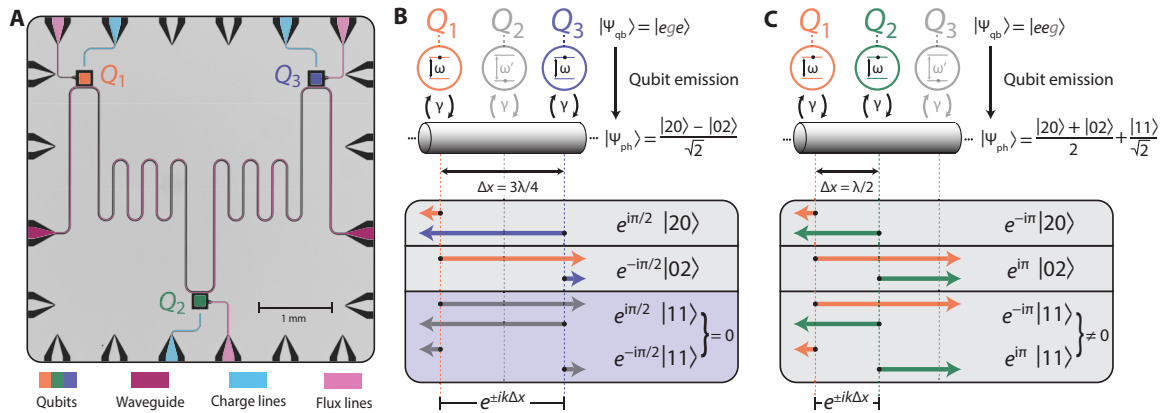 A
Q₁
Q₃
Q₂
1 mm
Qubits
Waveguide
Charge lines
Flux lines
B
Q₁
Q₂
Q₃
ω
ω'
ω
γ
γ
γ
|Ψqb⟩ = |ege⟩
Qubit emission
... ... |Ψph⟩ = (|20⟩ − |02⟩)/√2
Δx = 3λ/4
e^{iπ/2} |20⟩
e^{-iπ/2} |02⟩
e^{iπ/2} |11⟩
e^{-iπ/2} |11⟩
} = 0
e^{±ikΔx}
C
Q₁
Q₂
Q₃
ω
ω
ω'
γ
γ
γ
|Ψqb⟩ = |eeg⟩
Qubit emission
... ... |Ψph⟩ = (|20⟩ + |02⟩)/2 + |11⟩/√2
Δx = λ/2
e^{-iπ} |20⟩
e^{iπ} |02⟩
e^{-iπ} |11⟩
e^{iπ} |11⟩
} ≠ 0
e^{±ikΔx}